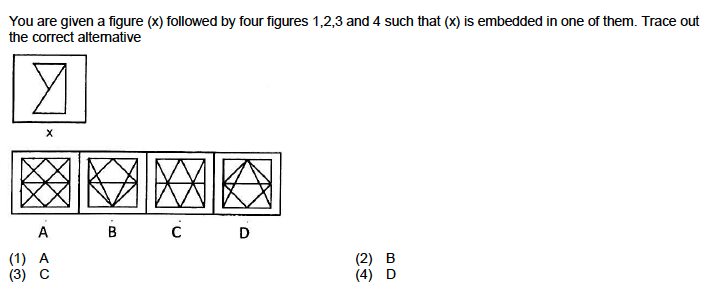 You are given a figure (x) followed by four figures 1,2,3 and 4 such that (x) is embedded in one of them. Trace out
the correct alternative
x
A B C D
(1) A (2) B
(3) C (4) D